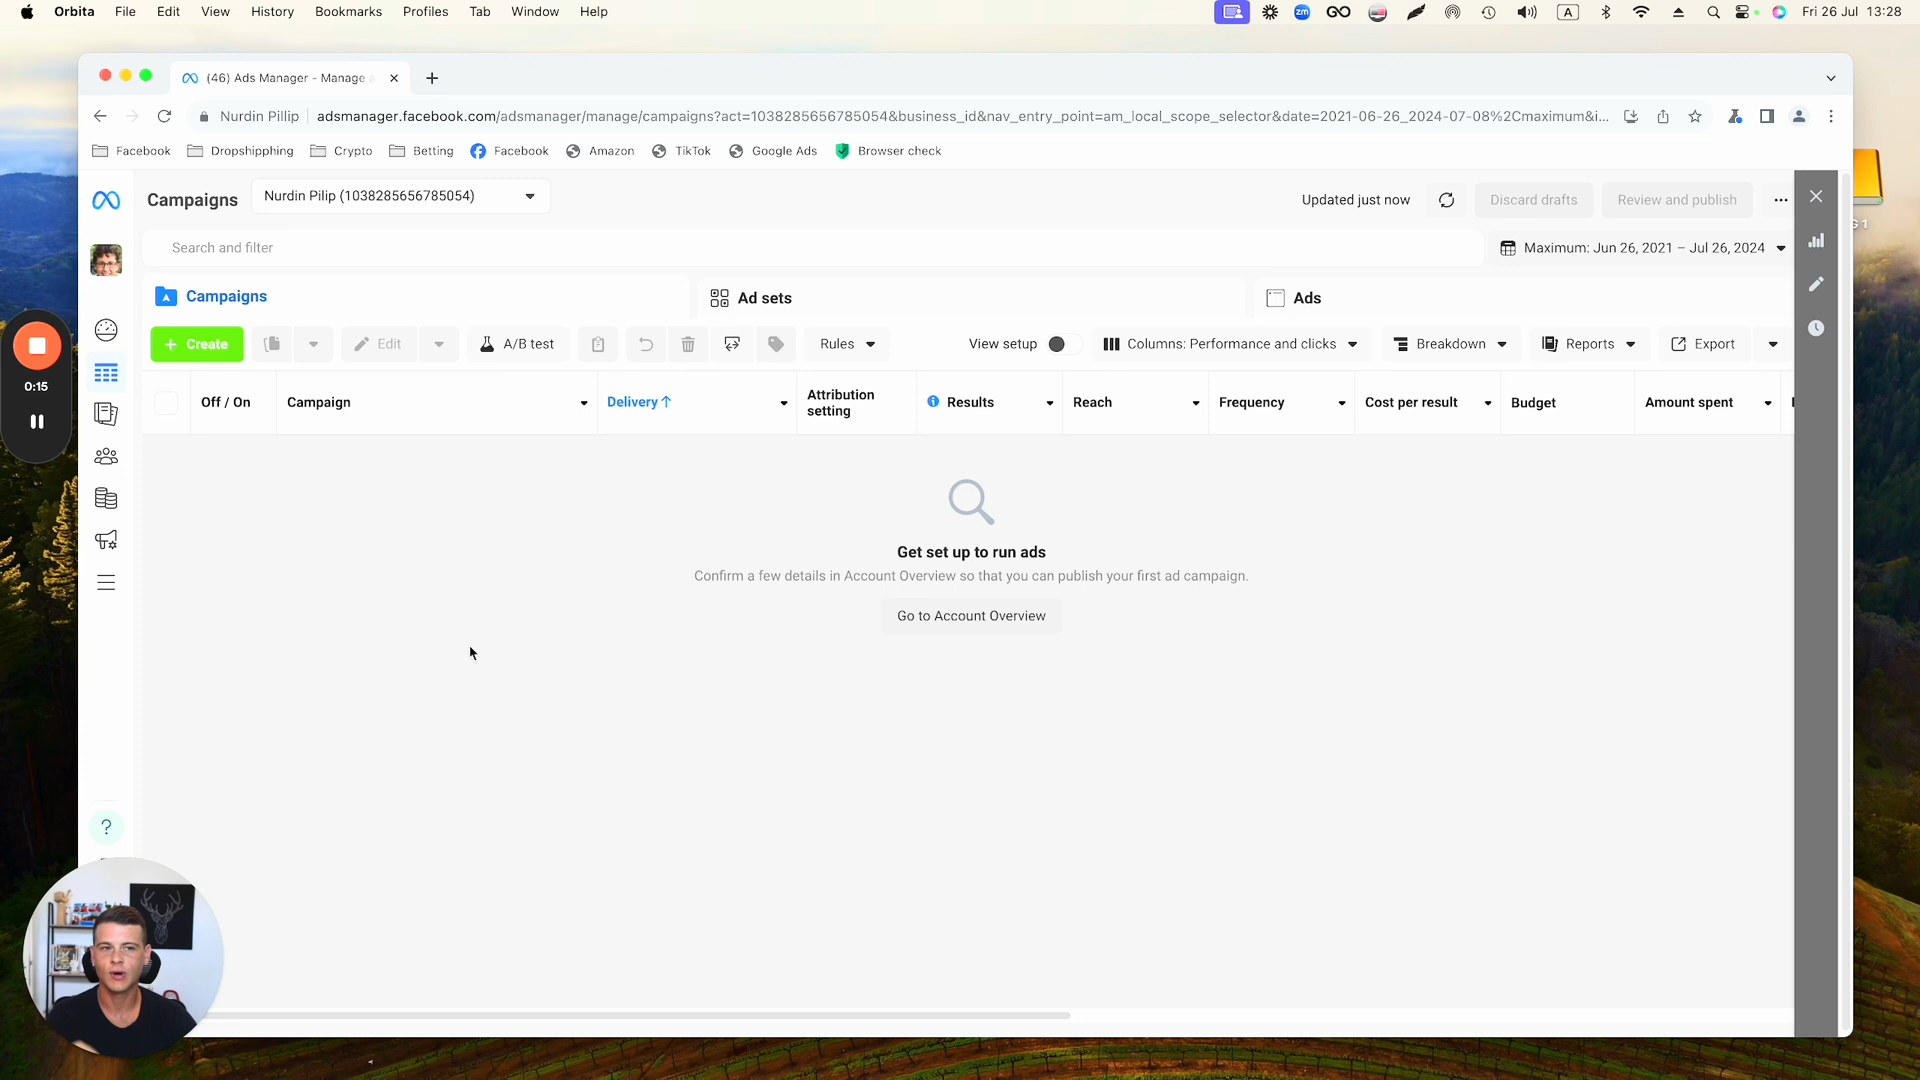 Orbita File Edit View History Bookmarks Profiles Tab Window Help
zm
A
Fri 26 Jul 13:28
(46) Ads Manager - Manage a
Nurdin Pillip
adsmanager.facebook.com/adsmanager/manage/campaigns?act=1038285656785054&business_id&nav_entry_point=am_local_scope_selector&date=2021-06-26_2024-07-08%2Cmaximum&i...
Facebook Dropshipphing Crypto Betting Facebook Amazon TikTok Google Ads Browser check
Campaigns
Nurdin Pilip (1038285656785054)
Updated just now
Discard drafts
Review and publish
Search and filter
Maximum: Jun 26, 2021 – Jul 26, 2024
Campaigns
Ad sets
Ads
+ Create
Edit
A/B test
Rules
View setup
Columns: Performance and clicks
Breakdown
Reports
Export
Off / On
Campaign
Delivery ↑
Attribution
setting
Results
Reach
Frequency
Cost per result
Budget
Amount spent
0:15
Get set up to run ads
Confirm a few details in Account Overview so that you can publish your first ad campaign.
Go to Account Overview
?